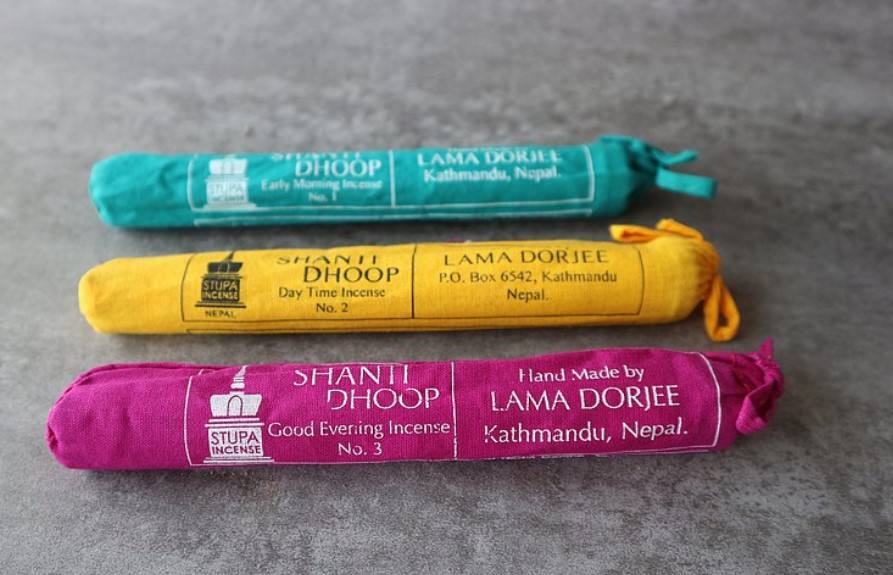 SHANTI
DHOOP
Early Morning Incense
No. 1
STUPA
INCENSE
LAMA DORJEE
Kathmandu, Nepal.
SHANTI
DHOOP
Day Time Incense
No. 2
STUPA
INCENSE
NEPAL
LAMA DORJEE
P.O. Box 6542, Kathmandu
Nepal.
SHANTI
DHOOP
Good Evening Incense
No. 3
STUPA
INCENSE
Hand Made by
LAMA DORJEE
Kathmandu, Nepal.